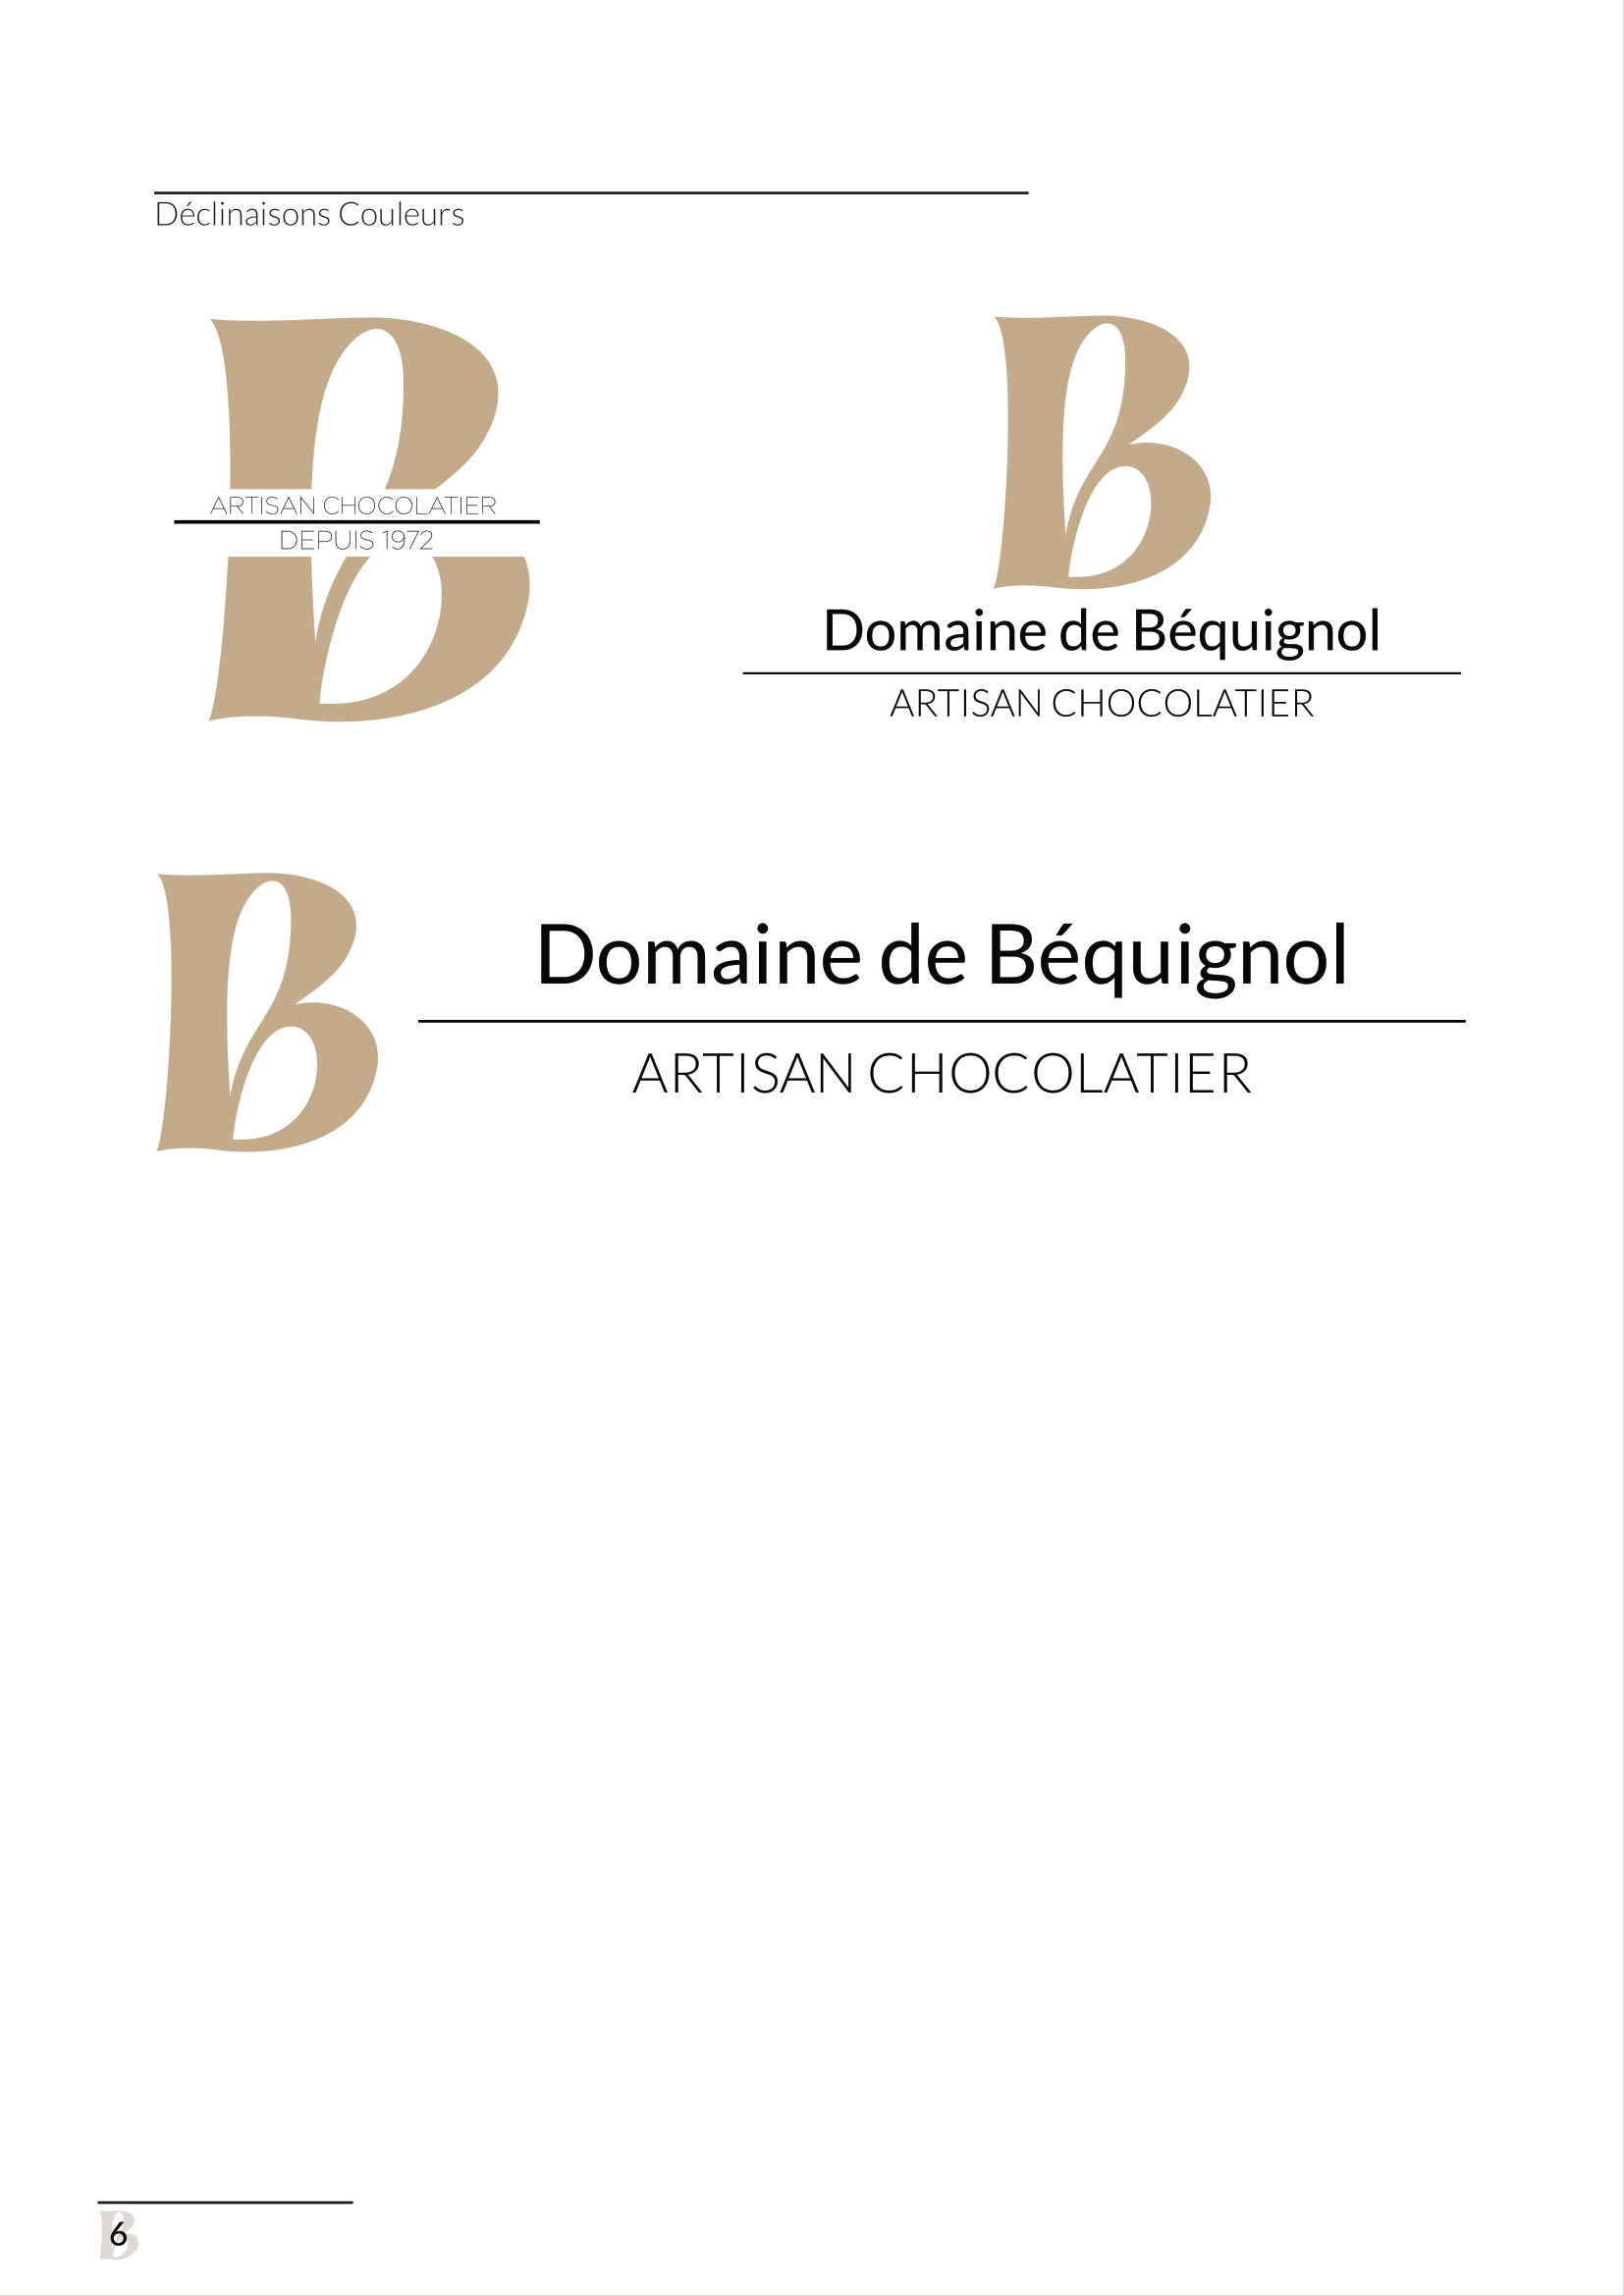 Déclinaisons Couleurs
B
ARTISAN CHOCOLATIER
DEPUIS 1972
B
Domaine de Béquignol
ARTISAN CHOCOLATIER
B
Domaine de Béquignol
ARTISAN CHOCOLATIER
B
6